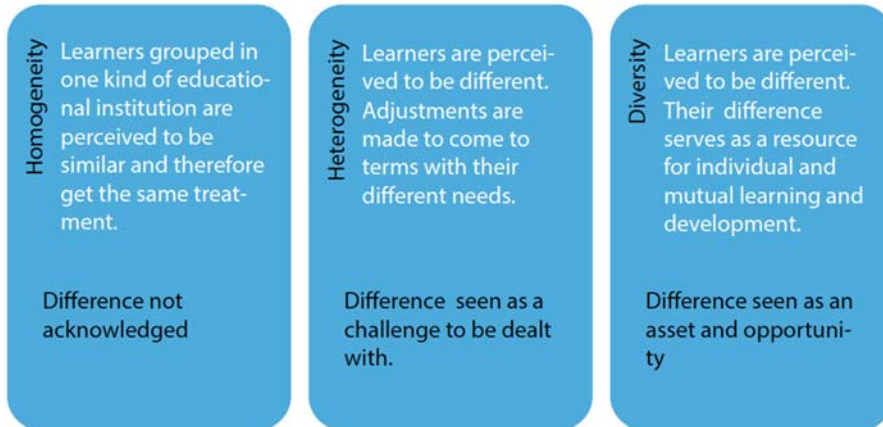 Homogeneity
Learners grouped in
one kind of educatio-
nal institution are
perceived to be
similar and therefore
get the same treat-
ment.
Difference not
acknowledged
Heterogeneity
Learners are percei-
ved to be different.
Adjustments are
made to come to
terms with their
different needs.
Difference  seen as a
challenge to be dealt
with.
Diversity
Learners are percei-
ved to be different.
Their  difference
serves as a resource
for individual and
mutual learning and
development.
Difference seen as an
asset and opportuni-
ty